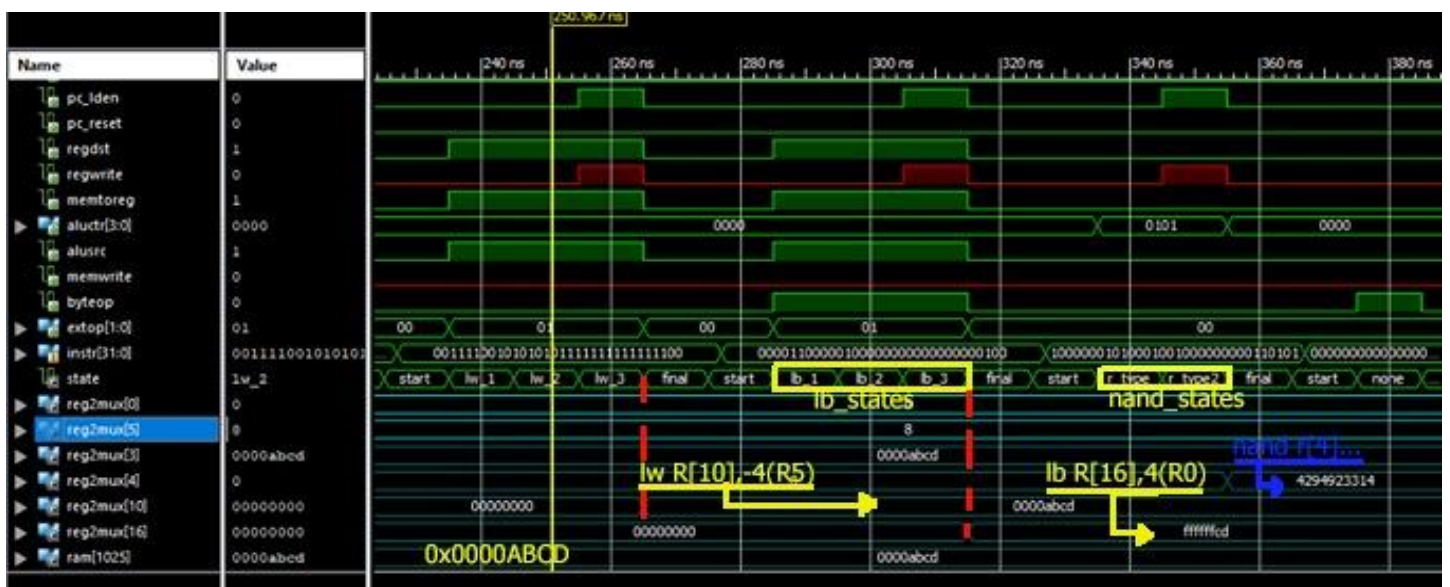 250.967 ns
Name Value
240 ns 260 ns 280 ns 300 ns 320 ns 340 ns 360 ns 380 ns
pc_lden 0
pc_reset 0
regdst 1
regwrite 0
memtoreg 1
aluctr[3:0] 0000 0000 0101 0000
alusrc 1
memwrite 0
byteop 0
extop[1:0] 01 00 01 00 01 00
instr[31:0] 001111001010101 00111100101010101111111111111100 00001100000100000000000000000100 10000000101000100100000000110101 0000000000000000...
state lw_2 start lw_1 lw_2 lw_3 final start lb_1 lb_2 lb_3 final start r_type r_type2 final start none
lb_states nand_states
reg2mux[0] 0
reg2mux[5] 8 8
reg2mux[3] 0000abcd 0000abcd
nand r[4]...
reg2mux[4] 0 lw R[10],-4(R5) lb R[16],4(R0) 4294923314
reg2mux[10] 00000000 00000000 0000abcd
reg2mux[16] 00000000 00000000 ffffffcd
ram[1025] 0000abcd 0x0000ABCD 0000abcd